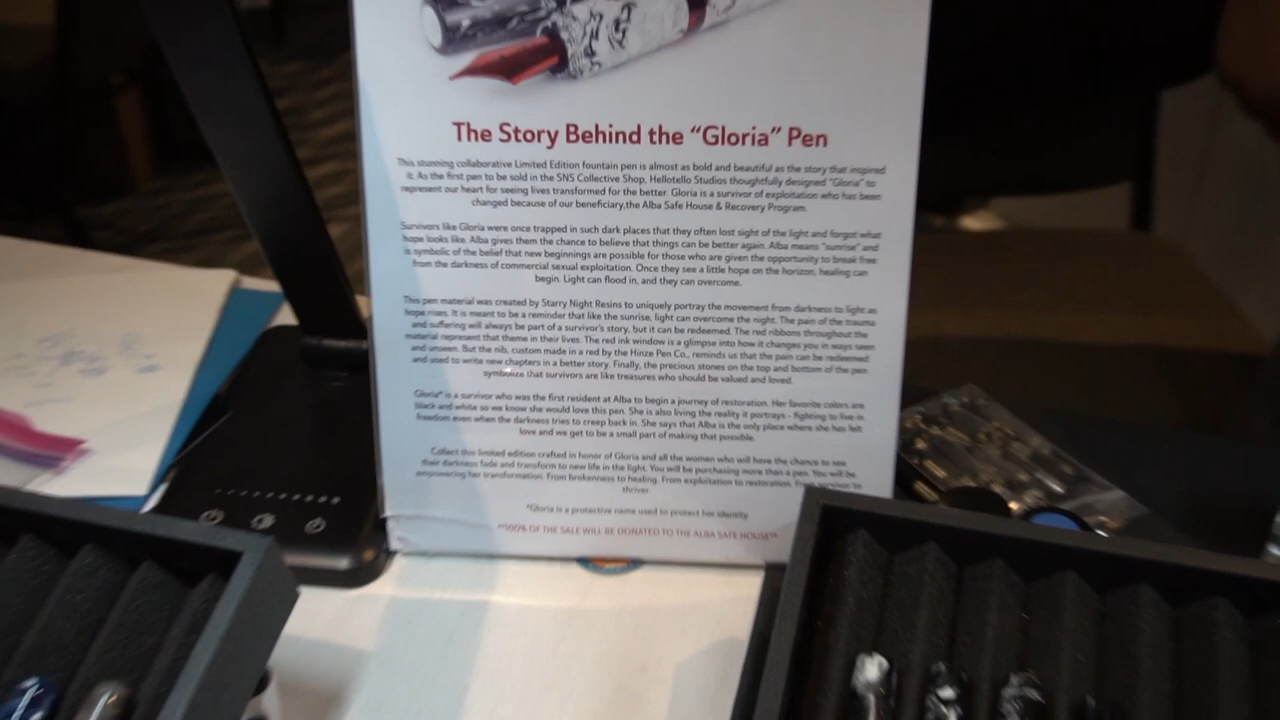 The Story Behind the “Gloria” Pen
This stunning collaborative Limited Edition fountain pen is almost as bold and beautiful as the story that inspired
it. As the first pen to be sold in the SNS Collective Shop, Hellotello Studios thoughtfully designed "Gloria" to
represent our heart for seeing lives transformed for the better. Gloria is a survivor of exploitation who has been
changed because of our beneficiary,the Alba Safe House & Recovery Program.
Survivors like Gloria were once trapped in such dark places that they often lost sight of the light and forgot what
hope looks like. Alba gives them the chance to believe that things can be better again. Alba means "sunrise" and
is symbolic of the belief that new beginnings are possible for those who are given the opportunity to break free
from the darkness of commercial sexual exploitation. Once they see a little hope on the horizon, healing can
begin. Light can flood in, and they can overcome.
This pen material was created by Starry Night Resins to uniquely portray the movement from darkness to light as
hope rises. It is meant to be a reminder that like the sunrise, light can overcome the night. The pain of the trauma
and suffering will always be part of a survivor's story, but it can be redeemed. The red ribbons throughout the
material represent that theme in their lives. The red ink window is a glimpse into how it changes you in ways seen
and unseen. But the nib, custom made in a red by the Hinze Pen Co., reminds us that the pain can be redeemed
and used to write new chapters in a better story. Finally, the precious stones on the top and bottom of the pen
symbolize that survivors are like treasures who should be valued and loved.
Gloria* is a survivor who was the first resident at Alba to begin a journey of restoration. Her favorite colors are
black and white so we know she would love this pen. She is also living the reality it portrays - fighting to live in
freedom even when the darkness tries to creep back in. She says that Alba is the only place where she has felt
love and we get to be a small part of making that possible.
Collect this limited edition crafted in honor of Gloria and all the women who will have the chance to see
their darkness fade and transform to new life in the light. You will be purchasing more than a pen. You will be
empowering her transformation. From brokenness to healing. From exploitation to restoration. From survivor to
thriver.
*Gloria is a protective name used to protect her identity
**100% OF THE SALE WILL BE DONATED TO THE ALBA SAFE HOUSE**